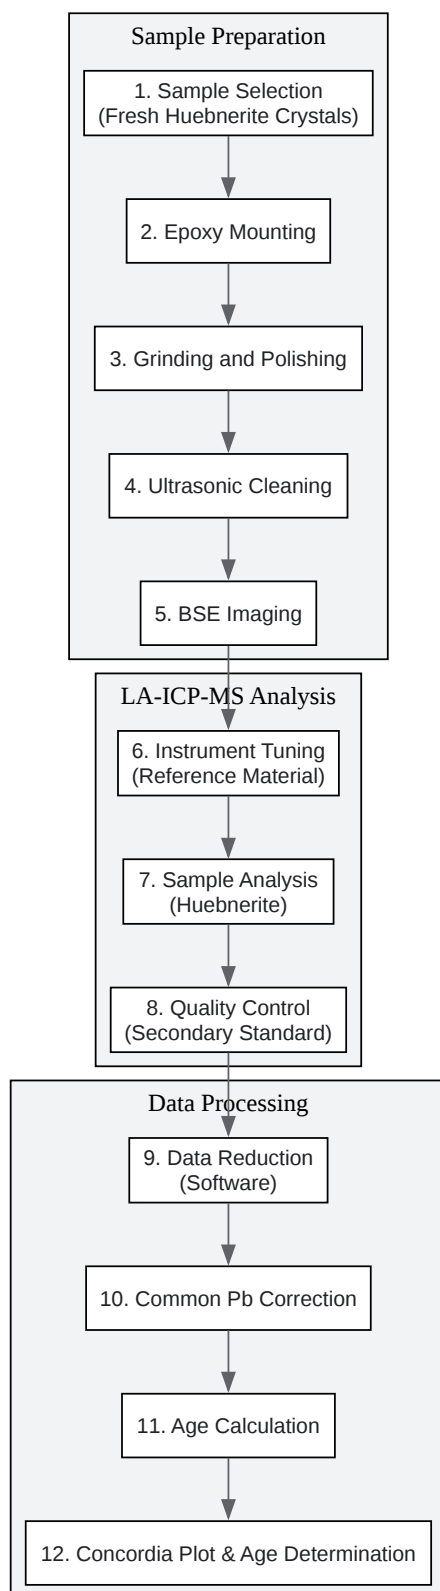 Sample Preparation
1. Sample Selection
(Fresh Huebnerite Crystals)
2. Epoxy Mounting
3. Grinding and Polishing
4. Ultrasonic Cleaning
5. BSE Imaging
LA-ICP-MS Analysis
6. Instrument Tuning
(Reference Material)
7. Sample Analysis
(Huebnerite)
8. Quality Control
(Secondary Standard)
Data Processing
9. Data Reduction
(Software)
10. Common Pb Correction
11. Age Calculation
12. Concordia Plot & Age Determination